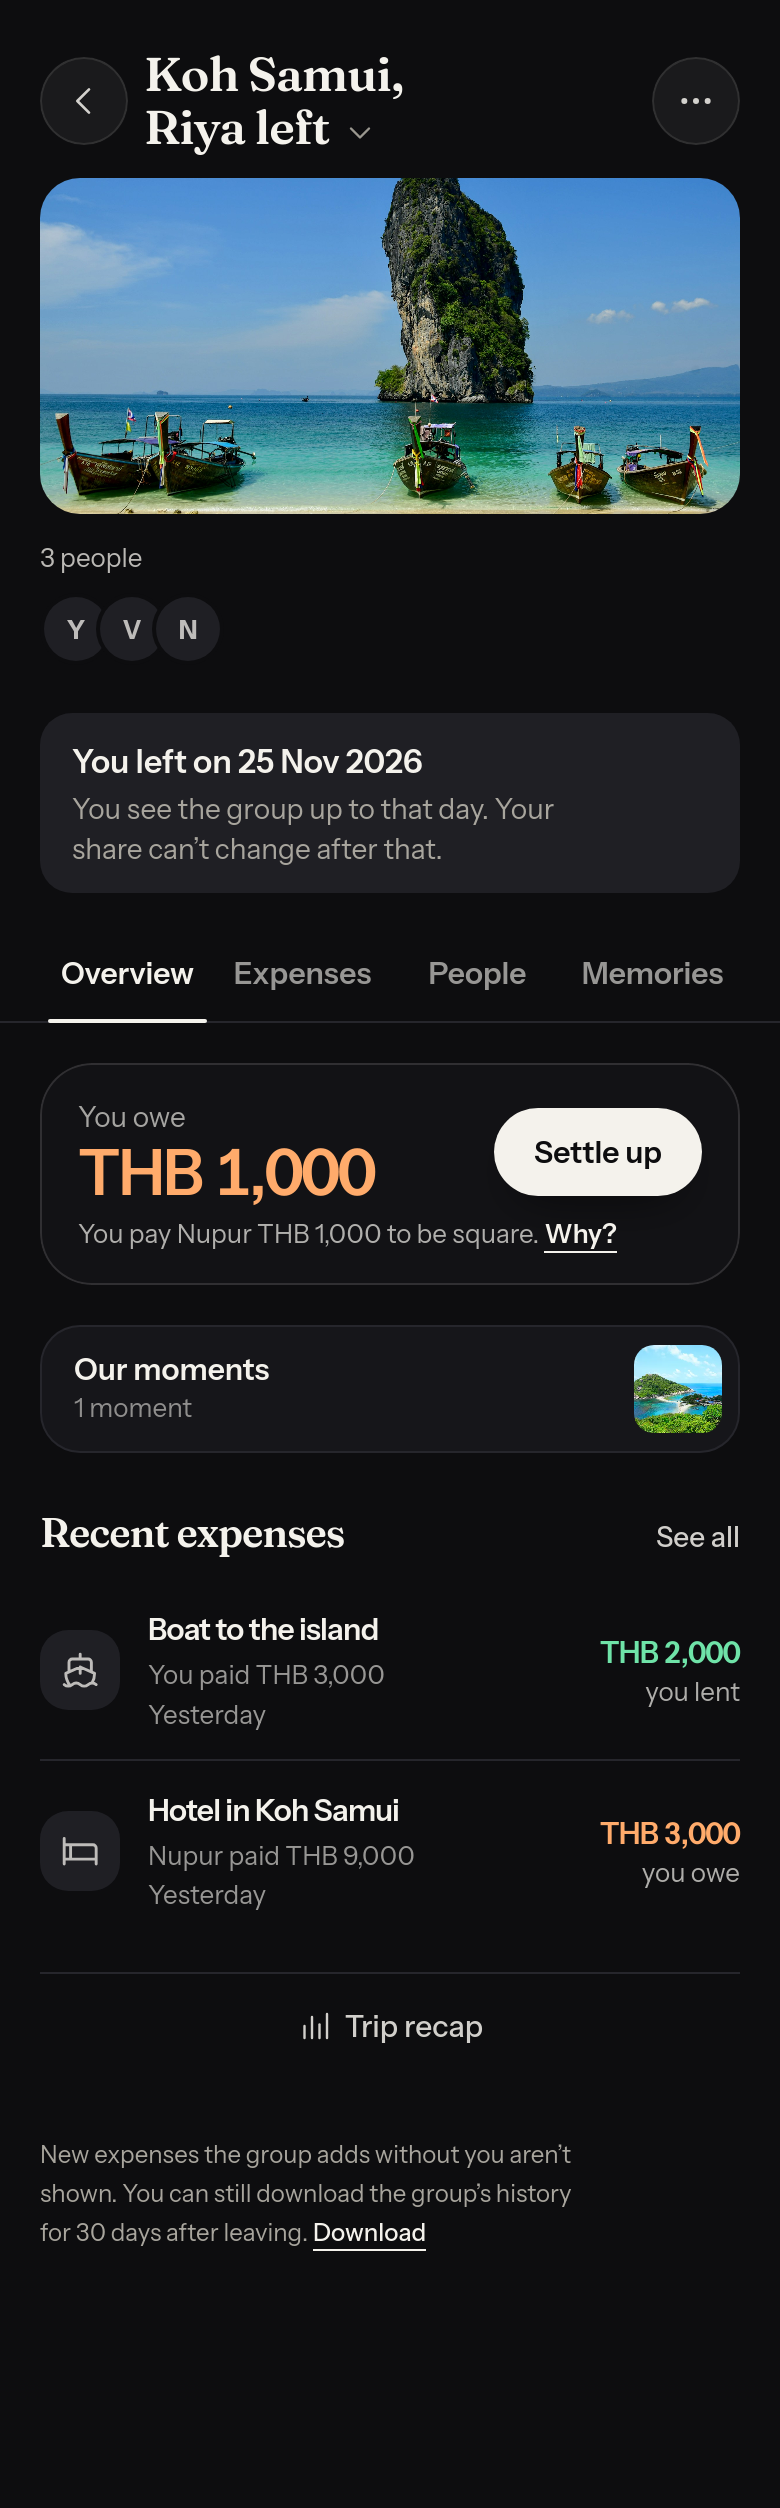 Koh Samui,
Riya left
3 people
Y V N
You left on 25 Nov 2026
You see the group up to that day. Your
share can’t change after that.
Overview Expenses People Memories
You owe
THB 1,000
Settle up
You pay Nupur THB 1,000 to be square. Why?
Our moments
1 moment
Recent expenses
See all
Boat to the island
You paid THB 3,000
Yesterday
THB 2,000
you lent
Hotel in Koh Samui
Nupur paid THB 9,000
Yesterday
THB 3,000
you owe
Trip recap
New expenses the group adds without you aren’t
shown. You can still download the group’s history
for 30 days after leaving. Download